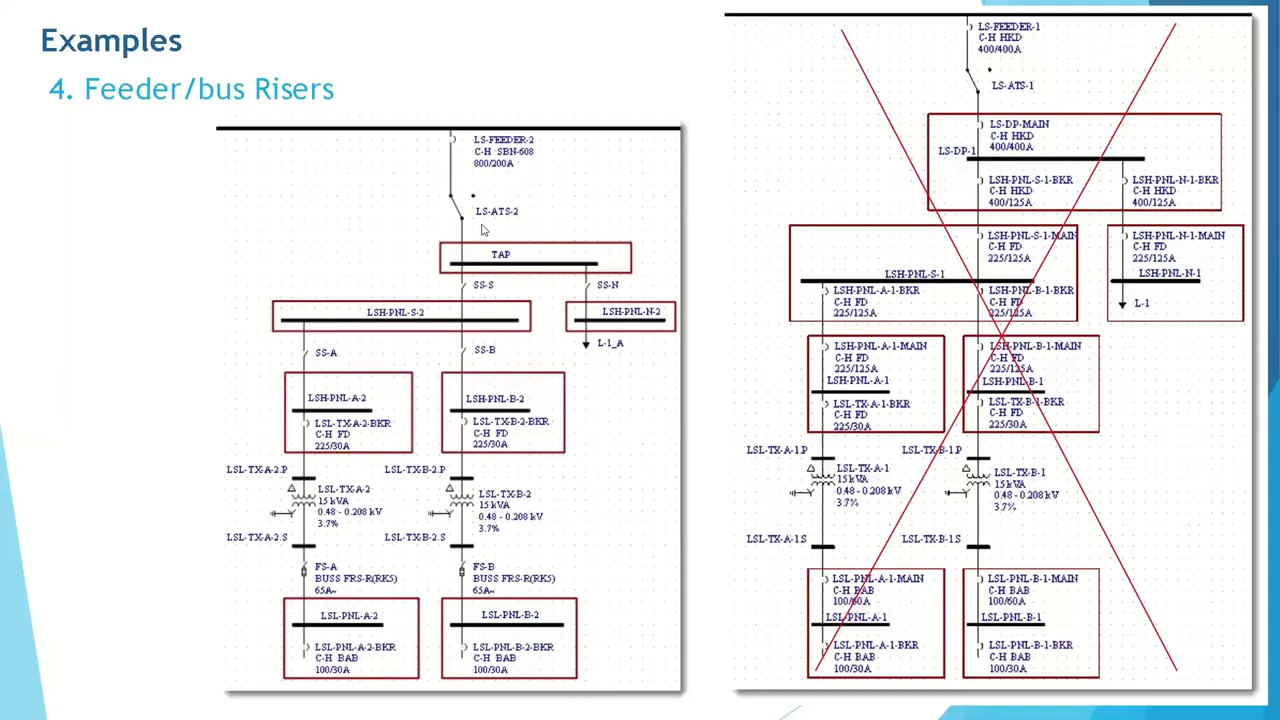 Examples
4. Feeder/bus Risers
LS-FEEDER-2
C-H SBN-608
800/200A
LS-ATS-2
TAP
SS-S
SS-N
LSH-PNL-S-2
LSH-PNL-N-2
L-1_A
SS-A
SS-B
LSH-PNL-A-2
LSH-PNL-B-2
LSL-TX-A-2-BKR
C-H FD
225/30A
LSL-TX-B-2-BKR
C-H FD
225/30A
LSL-TX-A-2.P
LSL-TX-B-2.P
LSL-TX-A-2
15 kVA
0.48 - 0.208 kV
3.7%
LSL-TX-B-2
15 kVA
0.48 - 0.208 kV
3.7%
LSL-TX-A-2.S
LSL-TX-B-2.S
FS-A
BUSS FRS-R(RK5)
65A~
FS-B
BUSS FRS-R(RK5)
65A~
LSL-PNL-A-2
LSL-PNL-B-2
LSL-PNL-A-2-BKR
C-H BAB
100/30A
LSL-PNL-B-2-BKR
C-H BAB
100/30A
LS-FEEDER-1
C-H HKD
400/400A
LS-ATS-1
LS-DP-MAIN
C-H HKD
400/400A
LS-DP-1
LSH-PNL-S-1-BKR
C-H HKD
400/125A
LSH-PNL-N-1-BKR
C-H HKD
400/125A
LSH-PNL-S-1-MAIN
C-H FD
225/125A
LSH-PNL-N-1-MAIN
C-H FD
225/125A
LSH-PNL-S-1
LSH-PNL-N-1
LSH-PNL-A-1-BKR
C-H FD
225/125A
LSH-PNL-B-1-BKR
C-H FD
225/125A
L-1
LSH-PNL-A-1-MAIN
C-H FD
225/125A
LSH-PNL-B-1-MAIN
C-H FD
225/125A
LSH-PNL-A-1
LSH-PNL-B-1
LSL-TX-A-1-BKR
C-H FD
225/30A
LSL-TX-B-1-BKR
C-H FD
225/30A
LSL-TX-A-1.P
LSL-TX-B-1.P
LSL-TX-A-1
15 kVA
0.48 - 0.208 kV
3.7%
LSL-TX-B-1
15 kVA
0.48 - 0.208 kV
3.7%
LSL-TX-A-1.S
LSL-TX-B-1.S
LSL-PNL-A-1-MAIN
C-H BAB
100/60A
LSL-PNL-B-1-MAIN
C-H BAB
100/60A
LSL-PNL-A-1
LSL-PNL-B-1
LSL-PNL-A-1-BKR
C-H BAB
100/30A
LSL-PNL-B-1-BKR
C-H BAB
100/30A